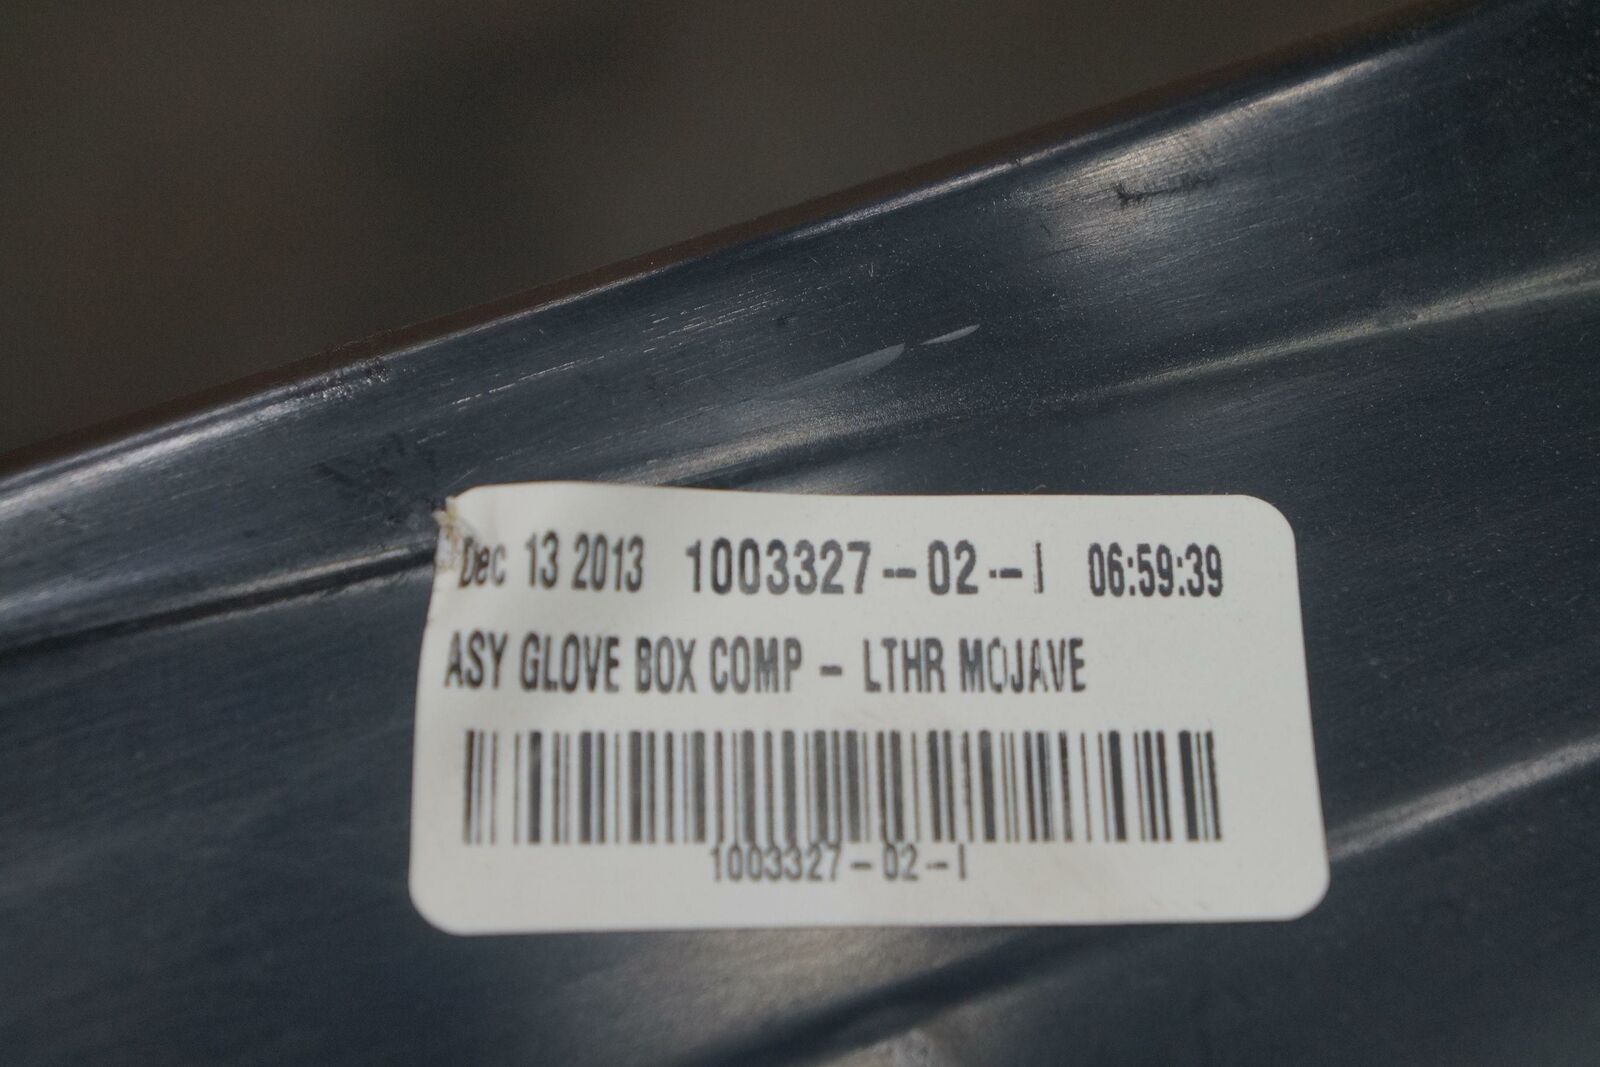 Dec 13 2013 1003327-02-I 06:59:39
ASY GLOVE BOX COMP - LTHR MOJAVE
1003327-02-I